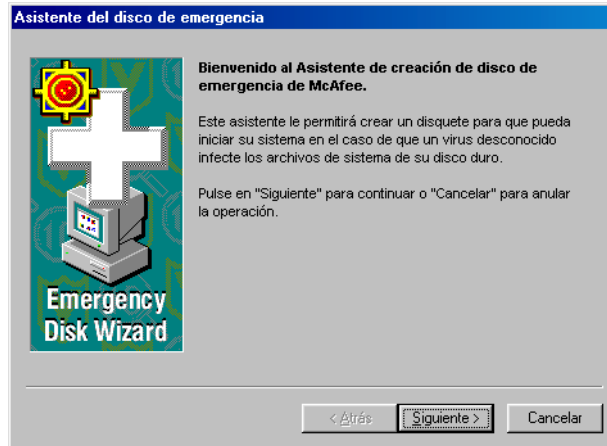 Asistente del disco de emergencia
Bienvenido al Asistente de creación de disco de
emergencia de McAfee.
Este asistente le permitirá crear un disquete para que pueda
iniciar su sistema en el caso de que un virus desconocido
infecte los archivos de sistema de su disco duro.
Pulse en "Siguiente" para continuar o "Cancelar" para anular
la operación.
Emergency
Disk Wizard
< Atrás
Siguiente >
Cancelar